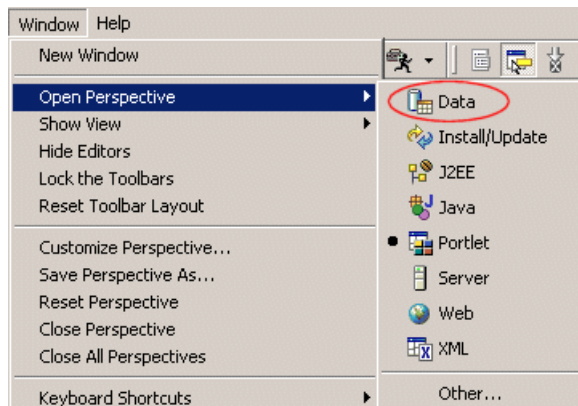 Window Help
New Window
Open Perspective
Show View
Hide Editors
Lock the Toolbars
Reset Toolbar Layout
Customize Perspective...
Save Perspective As...
Reset Perspective
Close Perspective
Close All Perspectives
Keyboard Shortcuts
Data
Install/Update
J2EE
Java
Portlet
Server
Web
XML
Other...